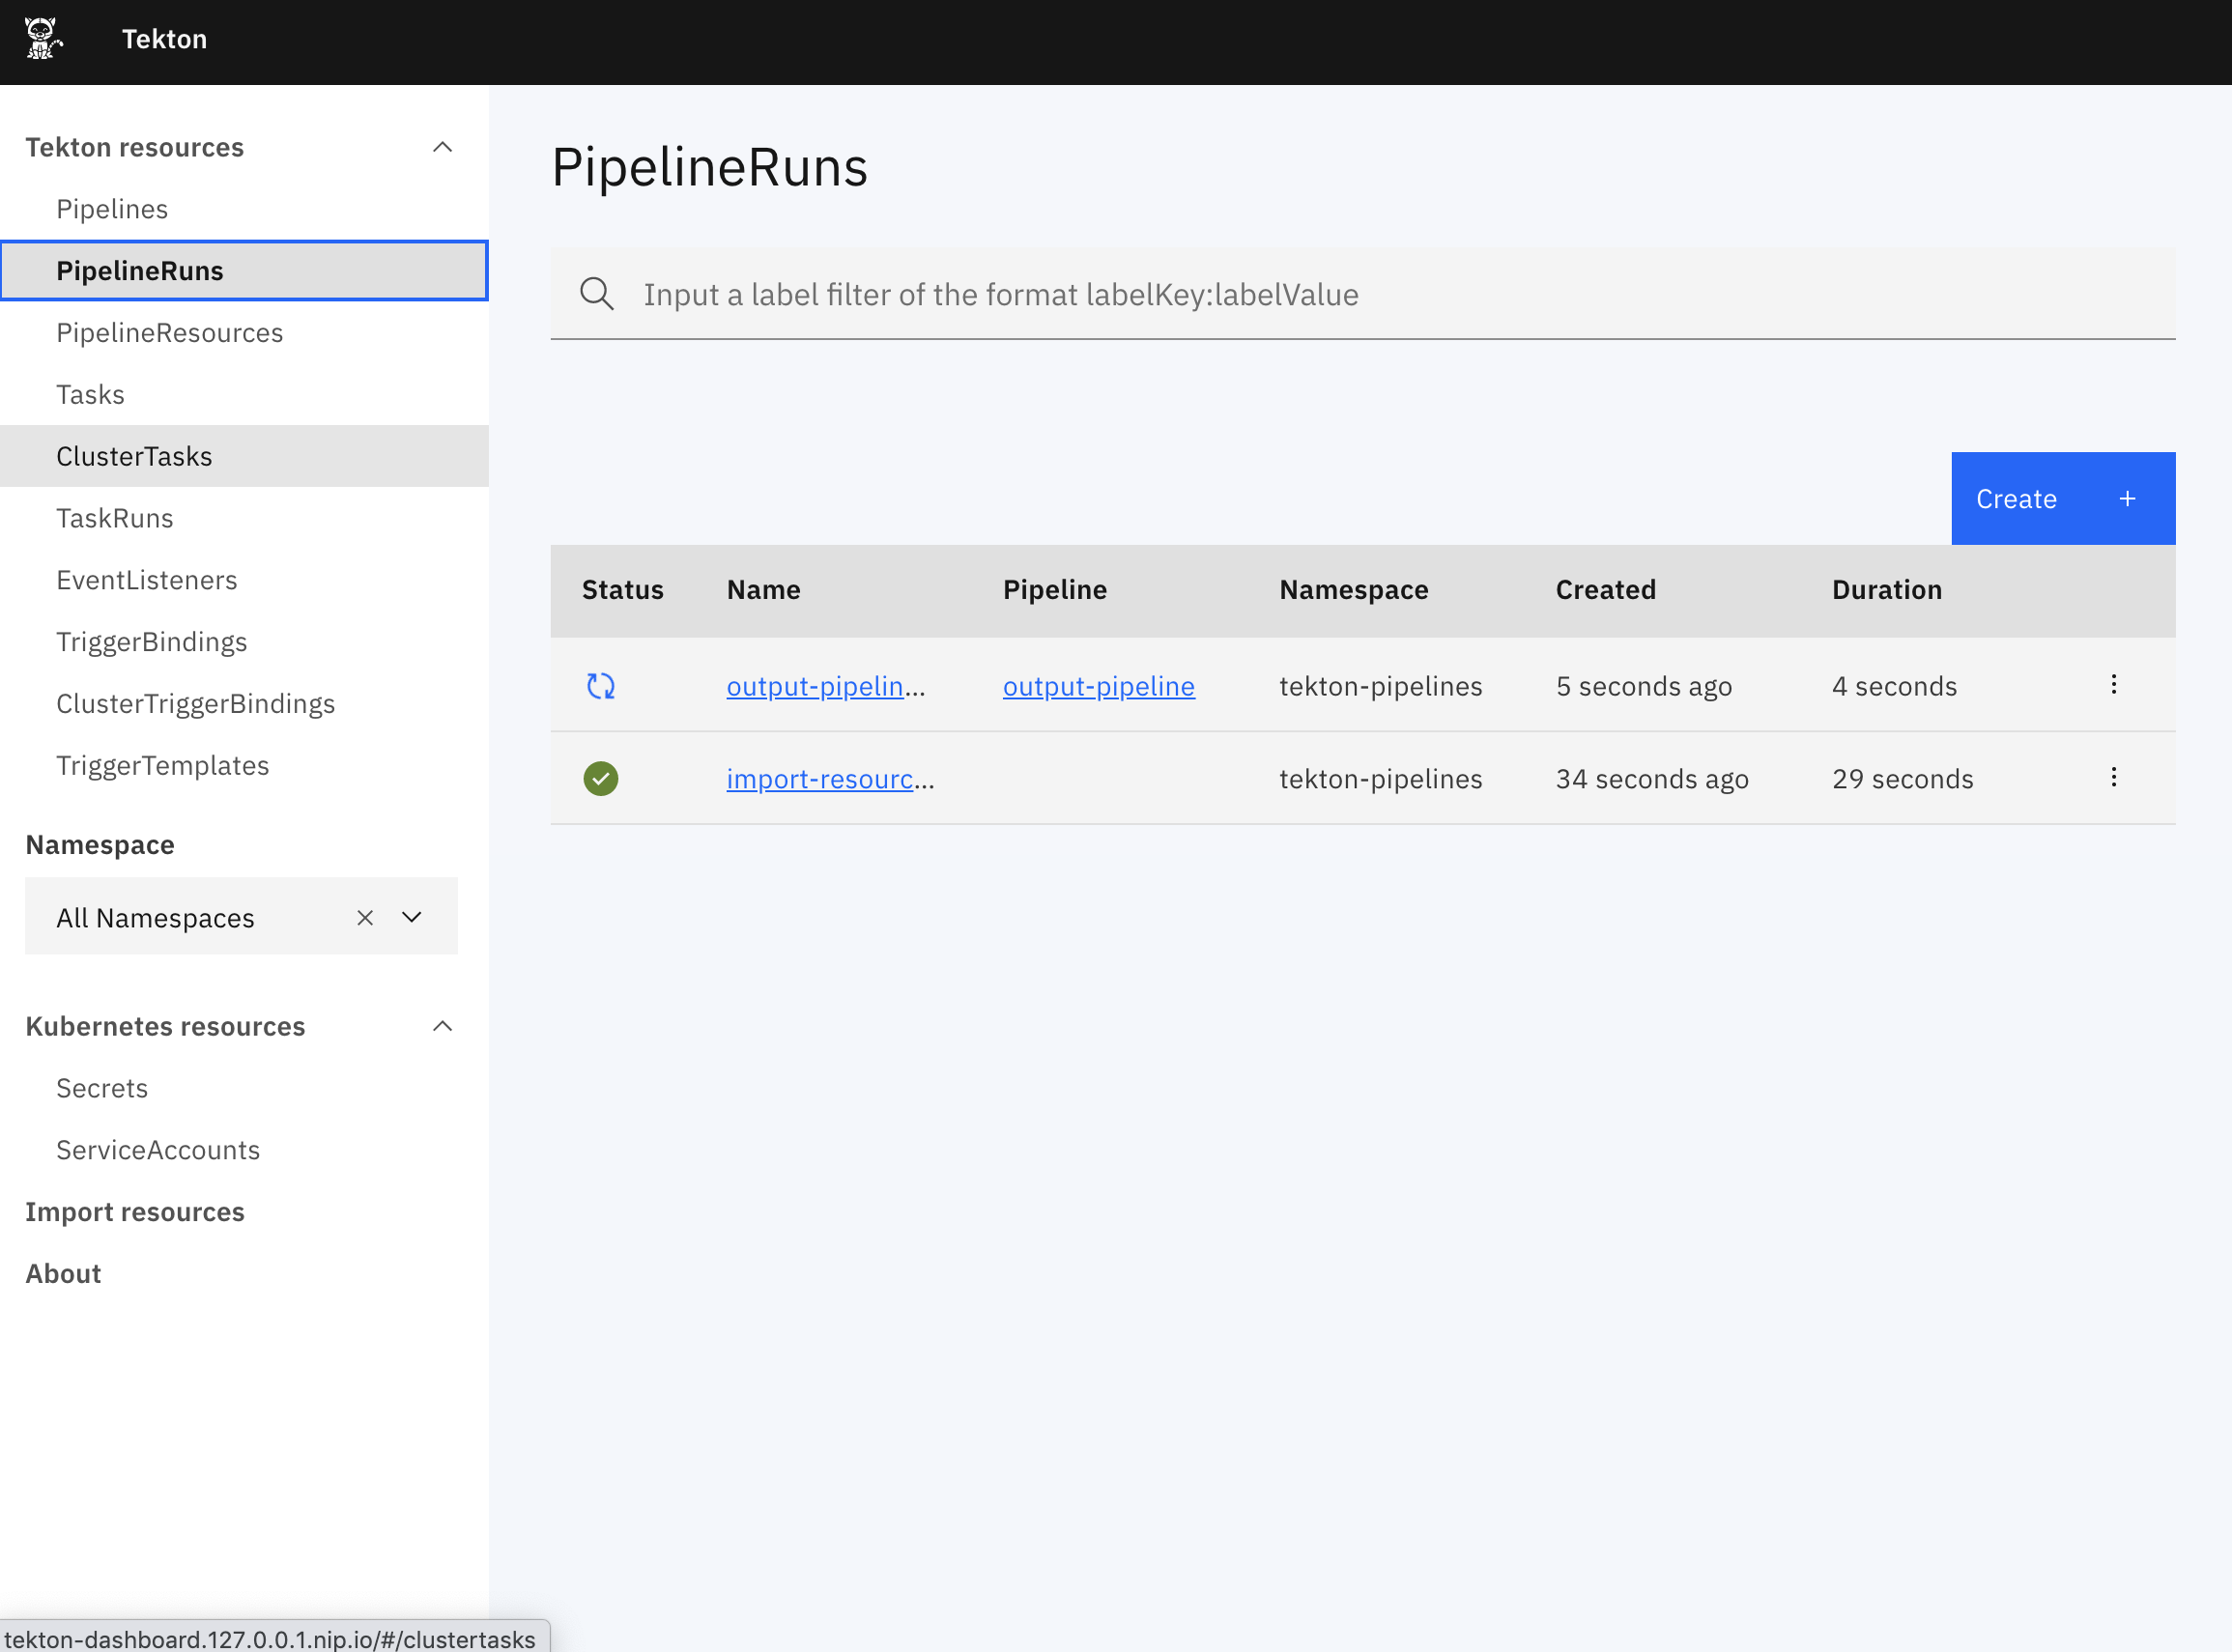 Tekton
Tekton resources
Pipelines
PipelineRuns
PipelineResources
Tasks
ClusterTasks
TaskRuns
EventListeners
TriggerBindings
ClusterTriggerBindings
TriggerTemplates
Namespace
All Namespaces
Kubernetes resources
Secrets
ServiceAccounts
Import resources
About
PipelineRuns
Input a label filter of the format labelKey:labelValue
Create +
Status Name Pipeline Namespace Created Duration
output-pipelin... output-pipeline tekton-pipelines 5 seconds ago 4 seconds
import-resourc... tekton-pipelines 34 seconds ago 29 seconds
tekton-dashboard.127.0.0.1.nip.io/#/clustertasks